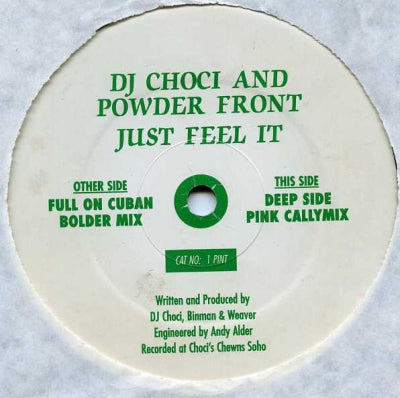 DJ CHOCI AND
POWDER FRONT
JUST FEEL IT
OTHER SIDE
FULL ON CUBAN
BOLDER MIX
THIS SIDE
DEEP SIDE
PINK CALLYMIX
CAT NO: 1 PINT
Written and Produced by
DJ Choci, Binman & Weaver
Engineered by Andy Alder
Recorded at Choci's Chewns Soho